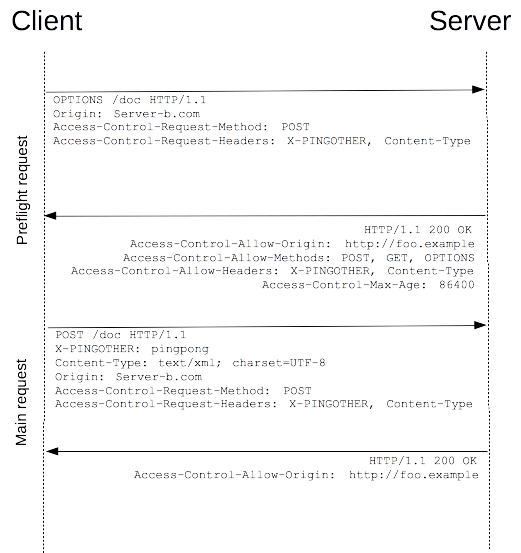 Client
Server
Preflight request
OPTIONS /doc HTTP/1.1
Origin: Server-b.com
Access-Control-Request-Method: POST
Access-Control-Request-Headers: X-PINGOTHER, Content-Type
HTTP/1.1 200 OK
Access-Control-Allow-Origin: http://foo.example
Access-Control-Allow-Methods: POST, GET, OPTIONS
Access-Control-Allow-Headers: X-PINGOTHER, Content-Type
Access-Control-Max-Age: 86400
Main request
POST /doc HTTP/1.1
X-PINGOTHER: pingpong
Content-Type: text/xml; charset=UTF-8
Origin: Server-b.com
Access-Control-Request-Method: POST
Access-Control-Request-Headers: X-PINGOTHER, Content-Type
HTTP/1.1 200 OK
Access-Control-Allow-Origin: http://foo.example